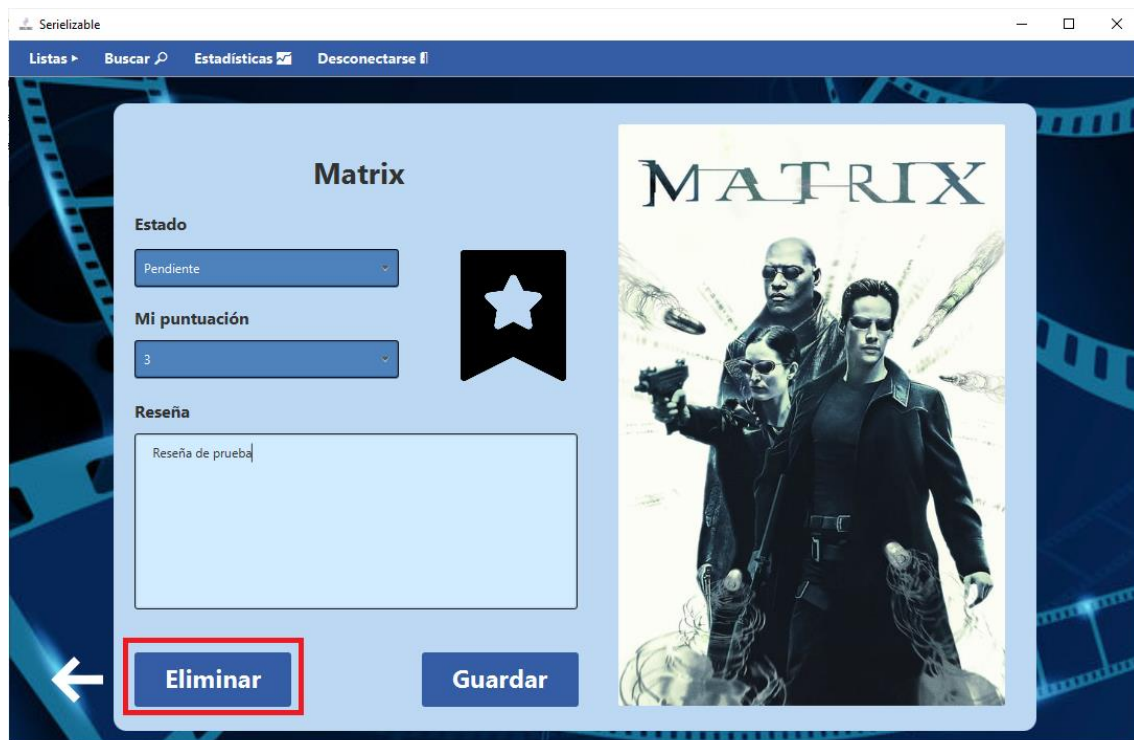 Serielizable
Listas Buscar Estadísticas Desconectarse
Matrix
Estado
Pendiente
Mi puntuación
3
Reseña
Reseña de prueba
Eliminar
Guardar
MATRIX